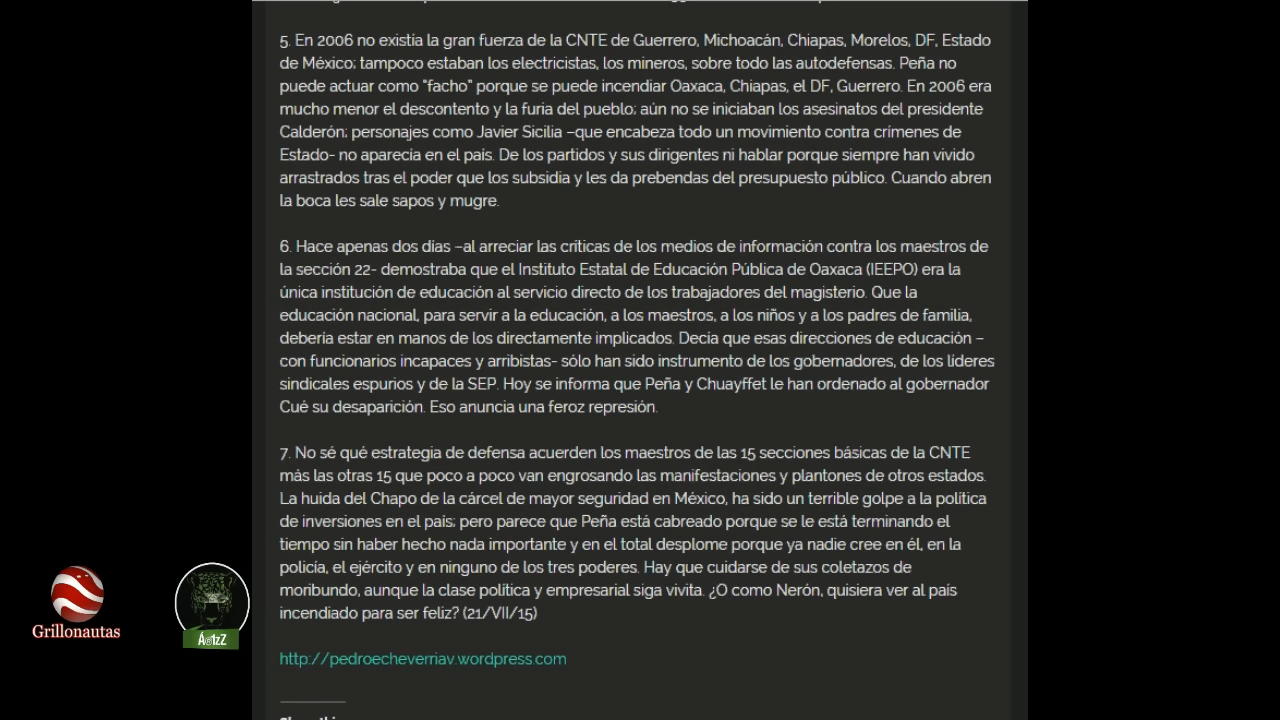 5. En 2006 no existía la gran fuerza de la CNTE de Guerrero, Michoacán, Chiapas, Morelos, DF, Estado
de México; tampoco estaban los electricistas, los mineros, sobre todo las autodefensas. Peña no
puede actuar como "facho" porque se puede incendiar Oaxaca, Chiapas, el DF, Guerrero. En 2006 era
mucho menor el descontento y la furia del pueblo; aún no se iniciaban los asesinatos del presidente
Calderón; personajes como Javier Sicilia –que encabeza todo un movimiento contra crímenes de
Estado- no aparecía en el país. De los partidos y sus dirigentes ni hablar porque siempre han vivido
arrastrados tras el poder que los subsidia y les da prebendas del presupuesto público. Cuando abren
la boca les sale sapos y mugre.
6. Hace apenas dos días –al arreciar las críticas de los medios de información contra los maestros de
la sección 22- demostraba que el Instituto Estatal de Educación Pública de Oaxaca (IEEPO) era la
única institución de educación al servicio directo de los trabajadores del magisterio. Que la
educación nacional, para servir a la educación, a los maestros, a los niños y a los padres de familia,
debería estar en manos de los directamente implicados. Decía que esas direcciones de educación –
con funcionarios incapaces y arribistas- sólo han sido instrumento de los gobernadores, de los líderes
sindicales espurios y de la SEP. Hoy se informa que Peña y Chuayffet le han ordenado al gobernador
Cué su desaparición. Eso anuncia una feroz represión.
7. No sé qué estrategia de defensa acuerden los maestros de las 15 secciones básicas de la CNTE
más las otras 15 que poco a poco van engrosando las manifestaciones y plantones de otros estados.
La huida del Chapo de la cárcel de mayor seguridad en México, ha sido un terrible golpe a la política
de inversiones en el país; pero parece que Peña está cabreado porque se le está terminando el
tiempo sin haber hecho nada importante y en el total desplome porque ya nadie cree en él, en la
policía, el ejército y en ninguno de los tres poderes. Hay que cuidarse de sus coletazos de
moribundo, aunque la clase política y empresarial siga vivita. ¿O como Nerón, quisiera ver al país
incendiado para ser feliz? (21/VII/15)
http://pedroecheverriav.wordpress.com
Grillonautas
Á@tzZ